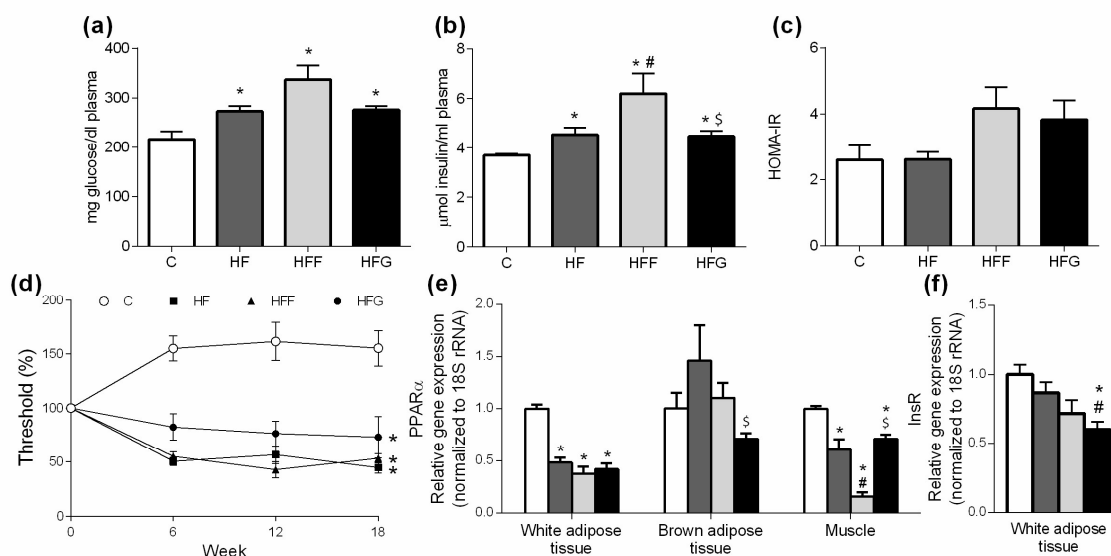 (a)
mg glucose/dl plasma
400
300
200
100
0
*
*
*
C HF HFF HFG
(b)
μmol insulin/ml plasma
8
6
4
2
0
*
* #
* $
C HF HFF HFG
(c)
HOMA-IR
6
4
2
0
C HF HFF HFG
(d)
C HF HFF HFG
Threshold (%)
200
150
100
50
0
*
*
*
0 6 12 18
Week
(e)
PPARα
Relative gene expression
(normalized to 18S rRNA)
2.0
1.5
1.0
0.5
0.0
* * *
$
*
*
#
*
$
White adipose
tissue
Brown adipose
tissue
Muscle
(f)
InsR
Relative gene expression
(normalized to 18S rRNA)
1.5
1.0
0.5
0.0
*
#
White adipose
tissue